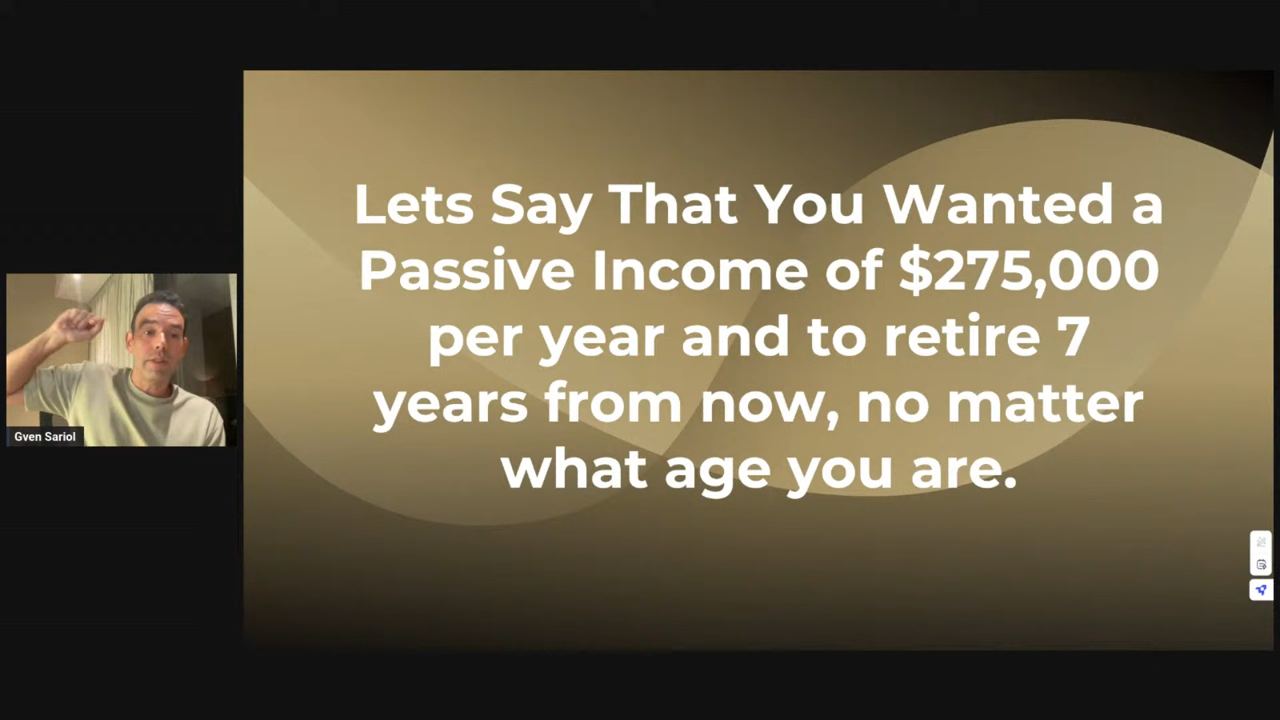 Lets Say That You Wanted a
Passive Income of $275,000
per year and to retire 7
years from now, no matter
what age you are.
Gven Sariol